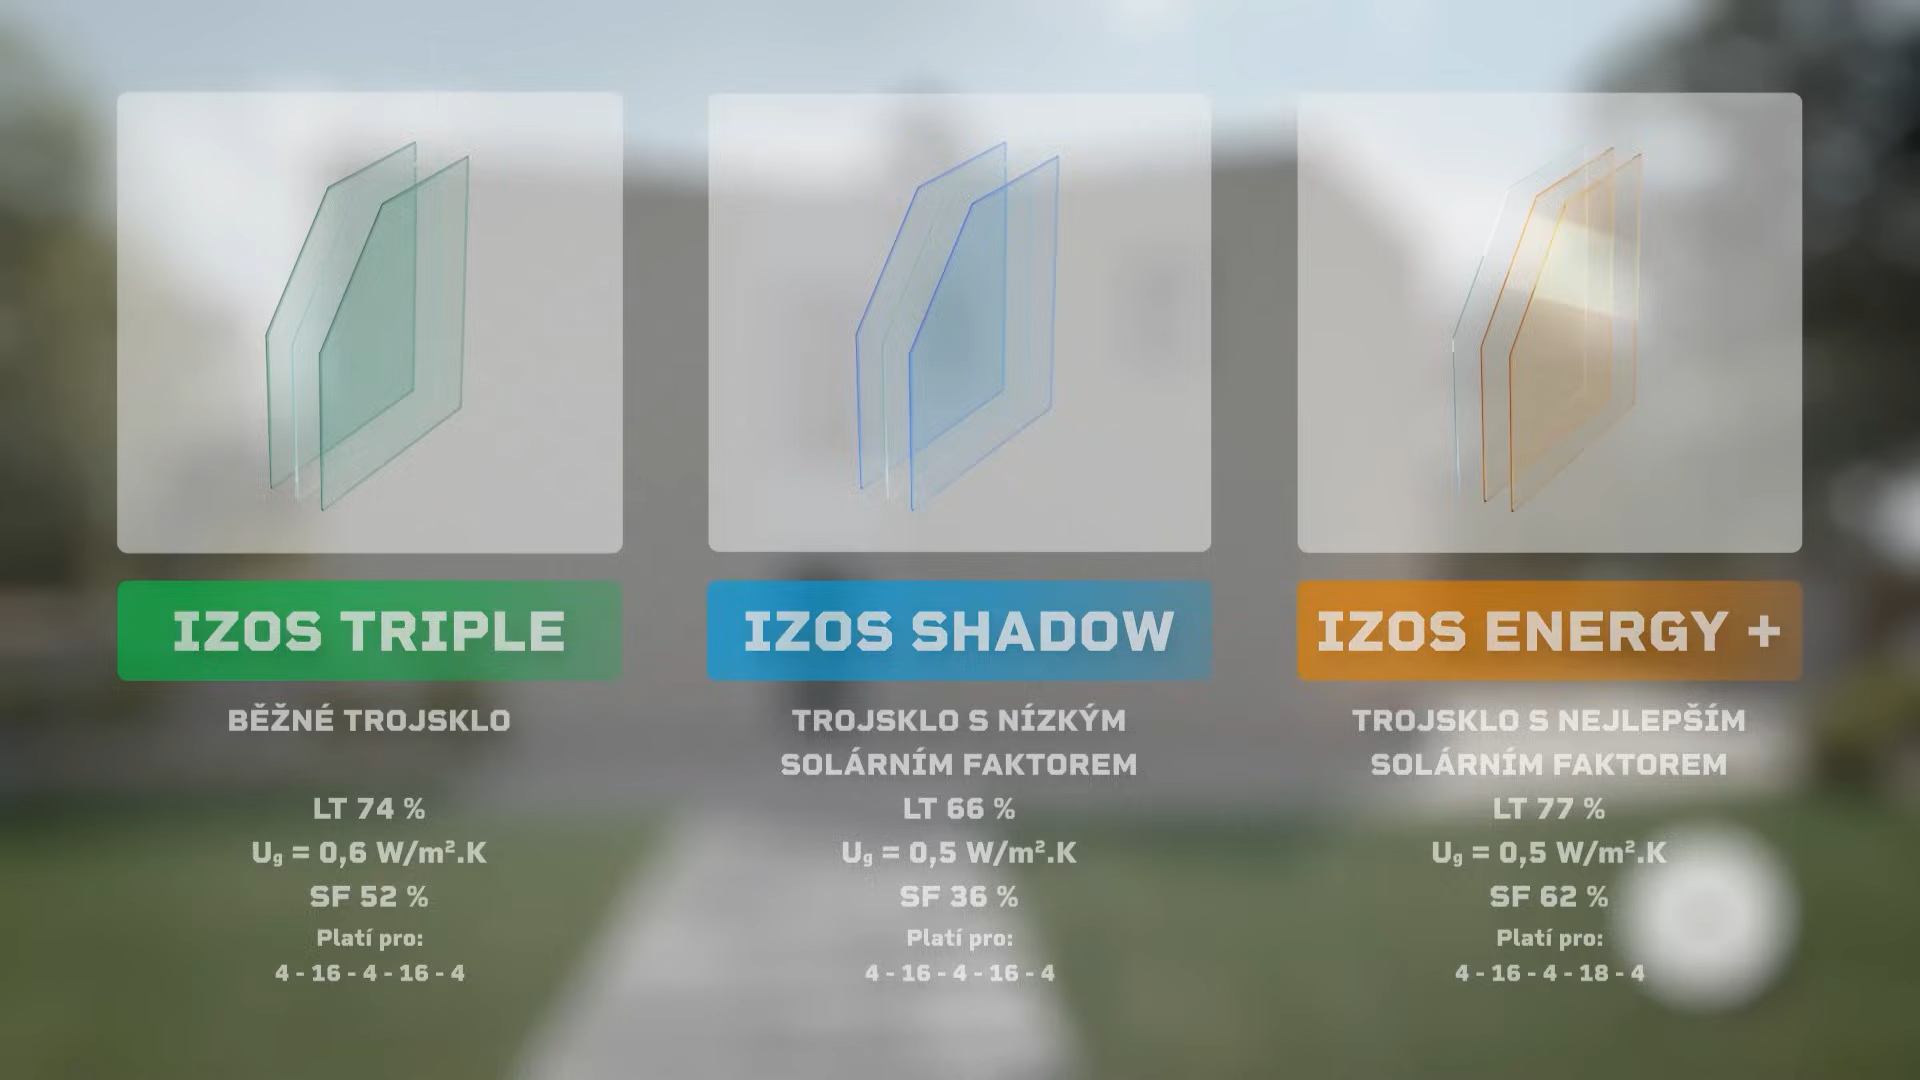 IZOS TRIPLE
BĚŽNÉ TROJSKLO
LT 74 %
Ug = 0,6 W/m².K
SF 52 %
Platí pro:
4 - 16 - 4 - 16 - 4
IZOS SHADOW
TROJSKLO S NÍZKÝM
SOLÁRNÍM FAKTOREM
LT 66 %
Ug = 0,5 W/m².K
SF 36 %
Platí pro:
4 - 16 - 4 - 16 - 4
IZOS ENERGY +
TROJSKLO S NEJLEPŠÍM
SOLÁRNÍM FAKTOREM
LT 77 %
Ug = 0,5 W/m².K
SF 62 %
Platí pro:
4 - 16 - 4 - 18 - 4